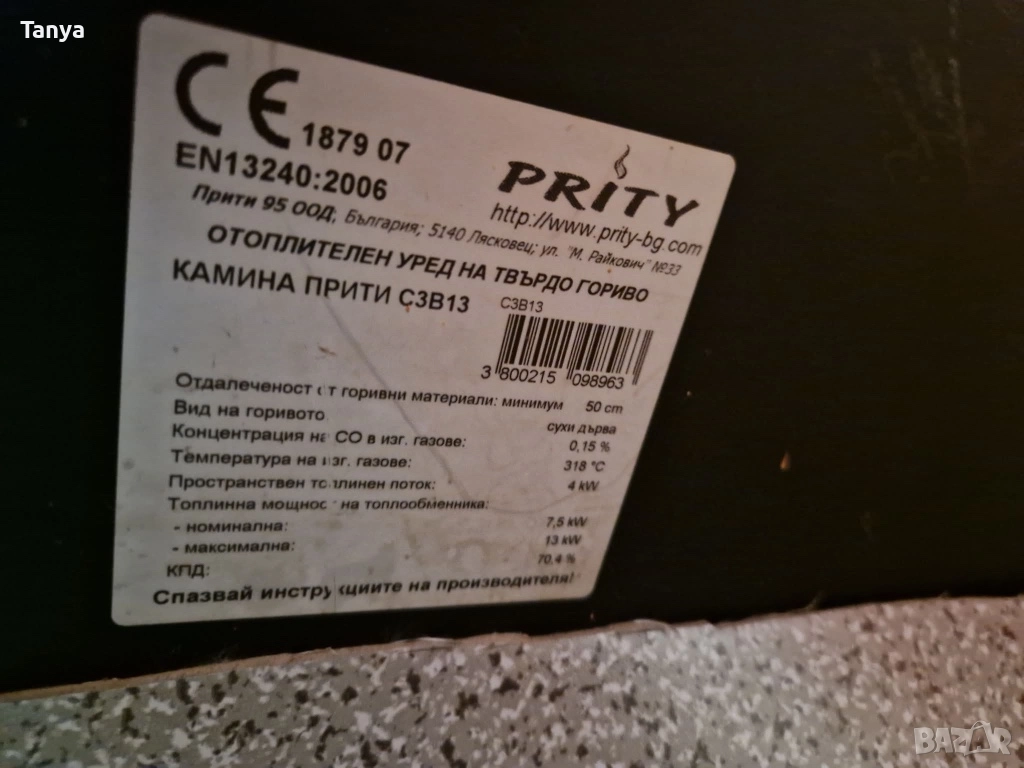 Tanya
CE
1879 07
EN13240:2006
PRITY
http://www.prity-bg.com
Прити 95 ООД, България; 5140 Лясковец; ул. "М. Райкович" №33
ОТОПЛИТЕЛЕН УРЕД НА ТВЪРДО ГОРИВО
КАМИНА ПРИТИ С3В13
С3В13
3 800215 098963
Отдалеченост от горивни материали: минимум 50 cm
Вид на горивото сухи дърва
Концентрация на СО в изг. газове: 0,15 %
Температура на изг. газове: 318 °C
Пространствен топлинен поток: 4 kW
Топлинна мощност на топлообменника:
- номинална: 7,5 kW
- максимална: 13 kW
КПД: 70,4 %
Спазвай инструкциите на производителя!
BAZAR